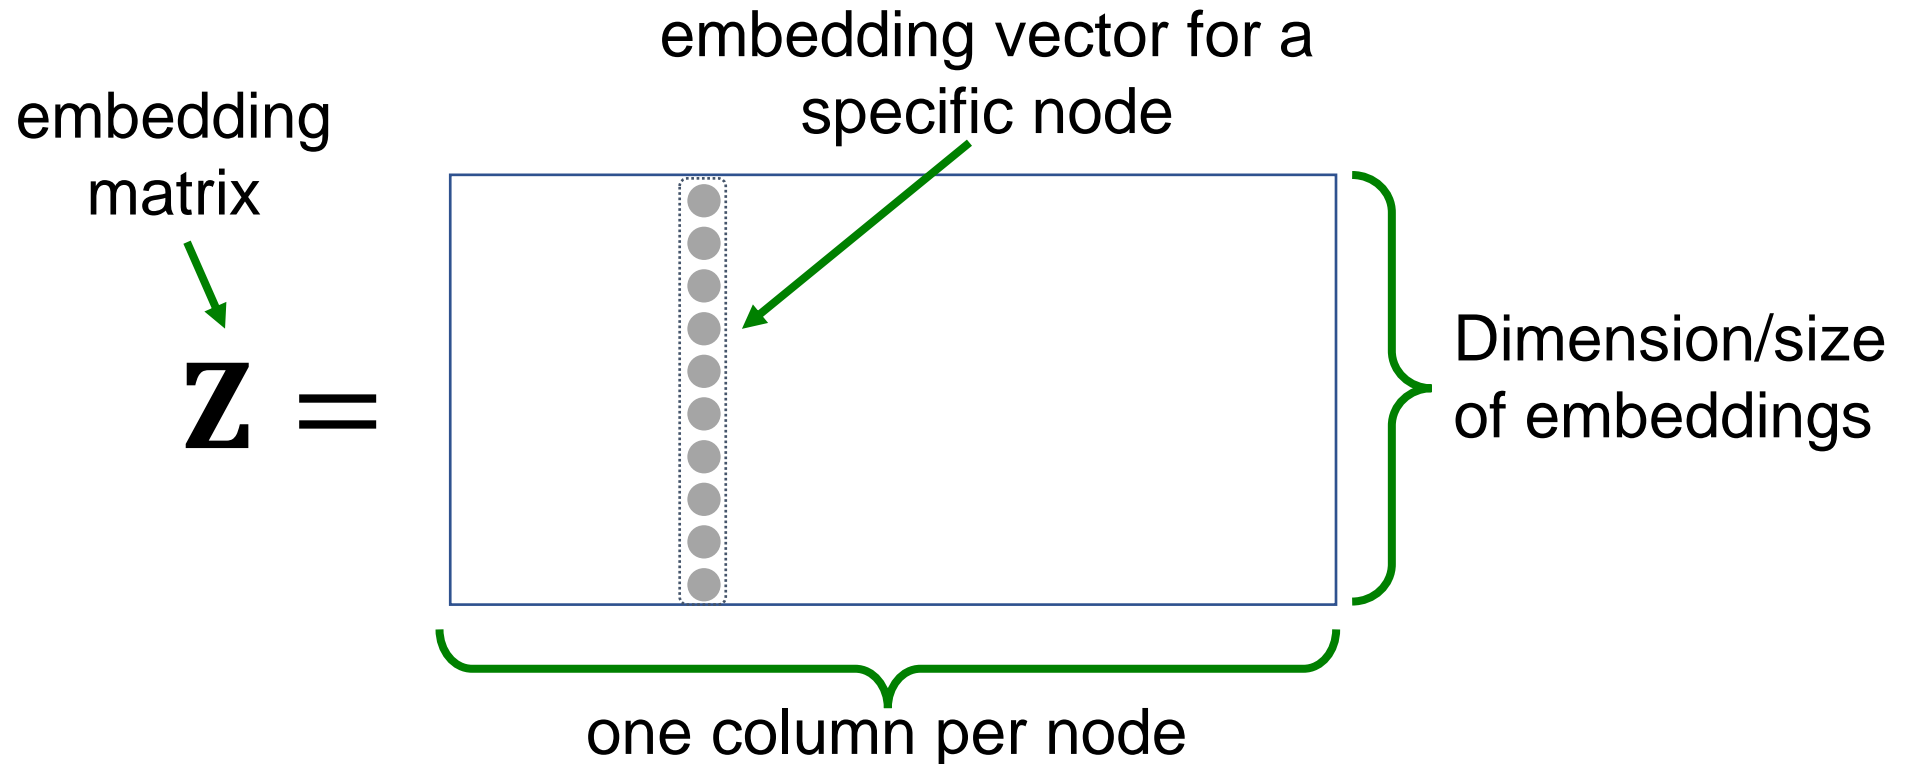 embedding vector for a
specific node
embedding
matrix
Z =
Dimension/size
of embeddings
one column per node